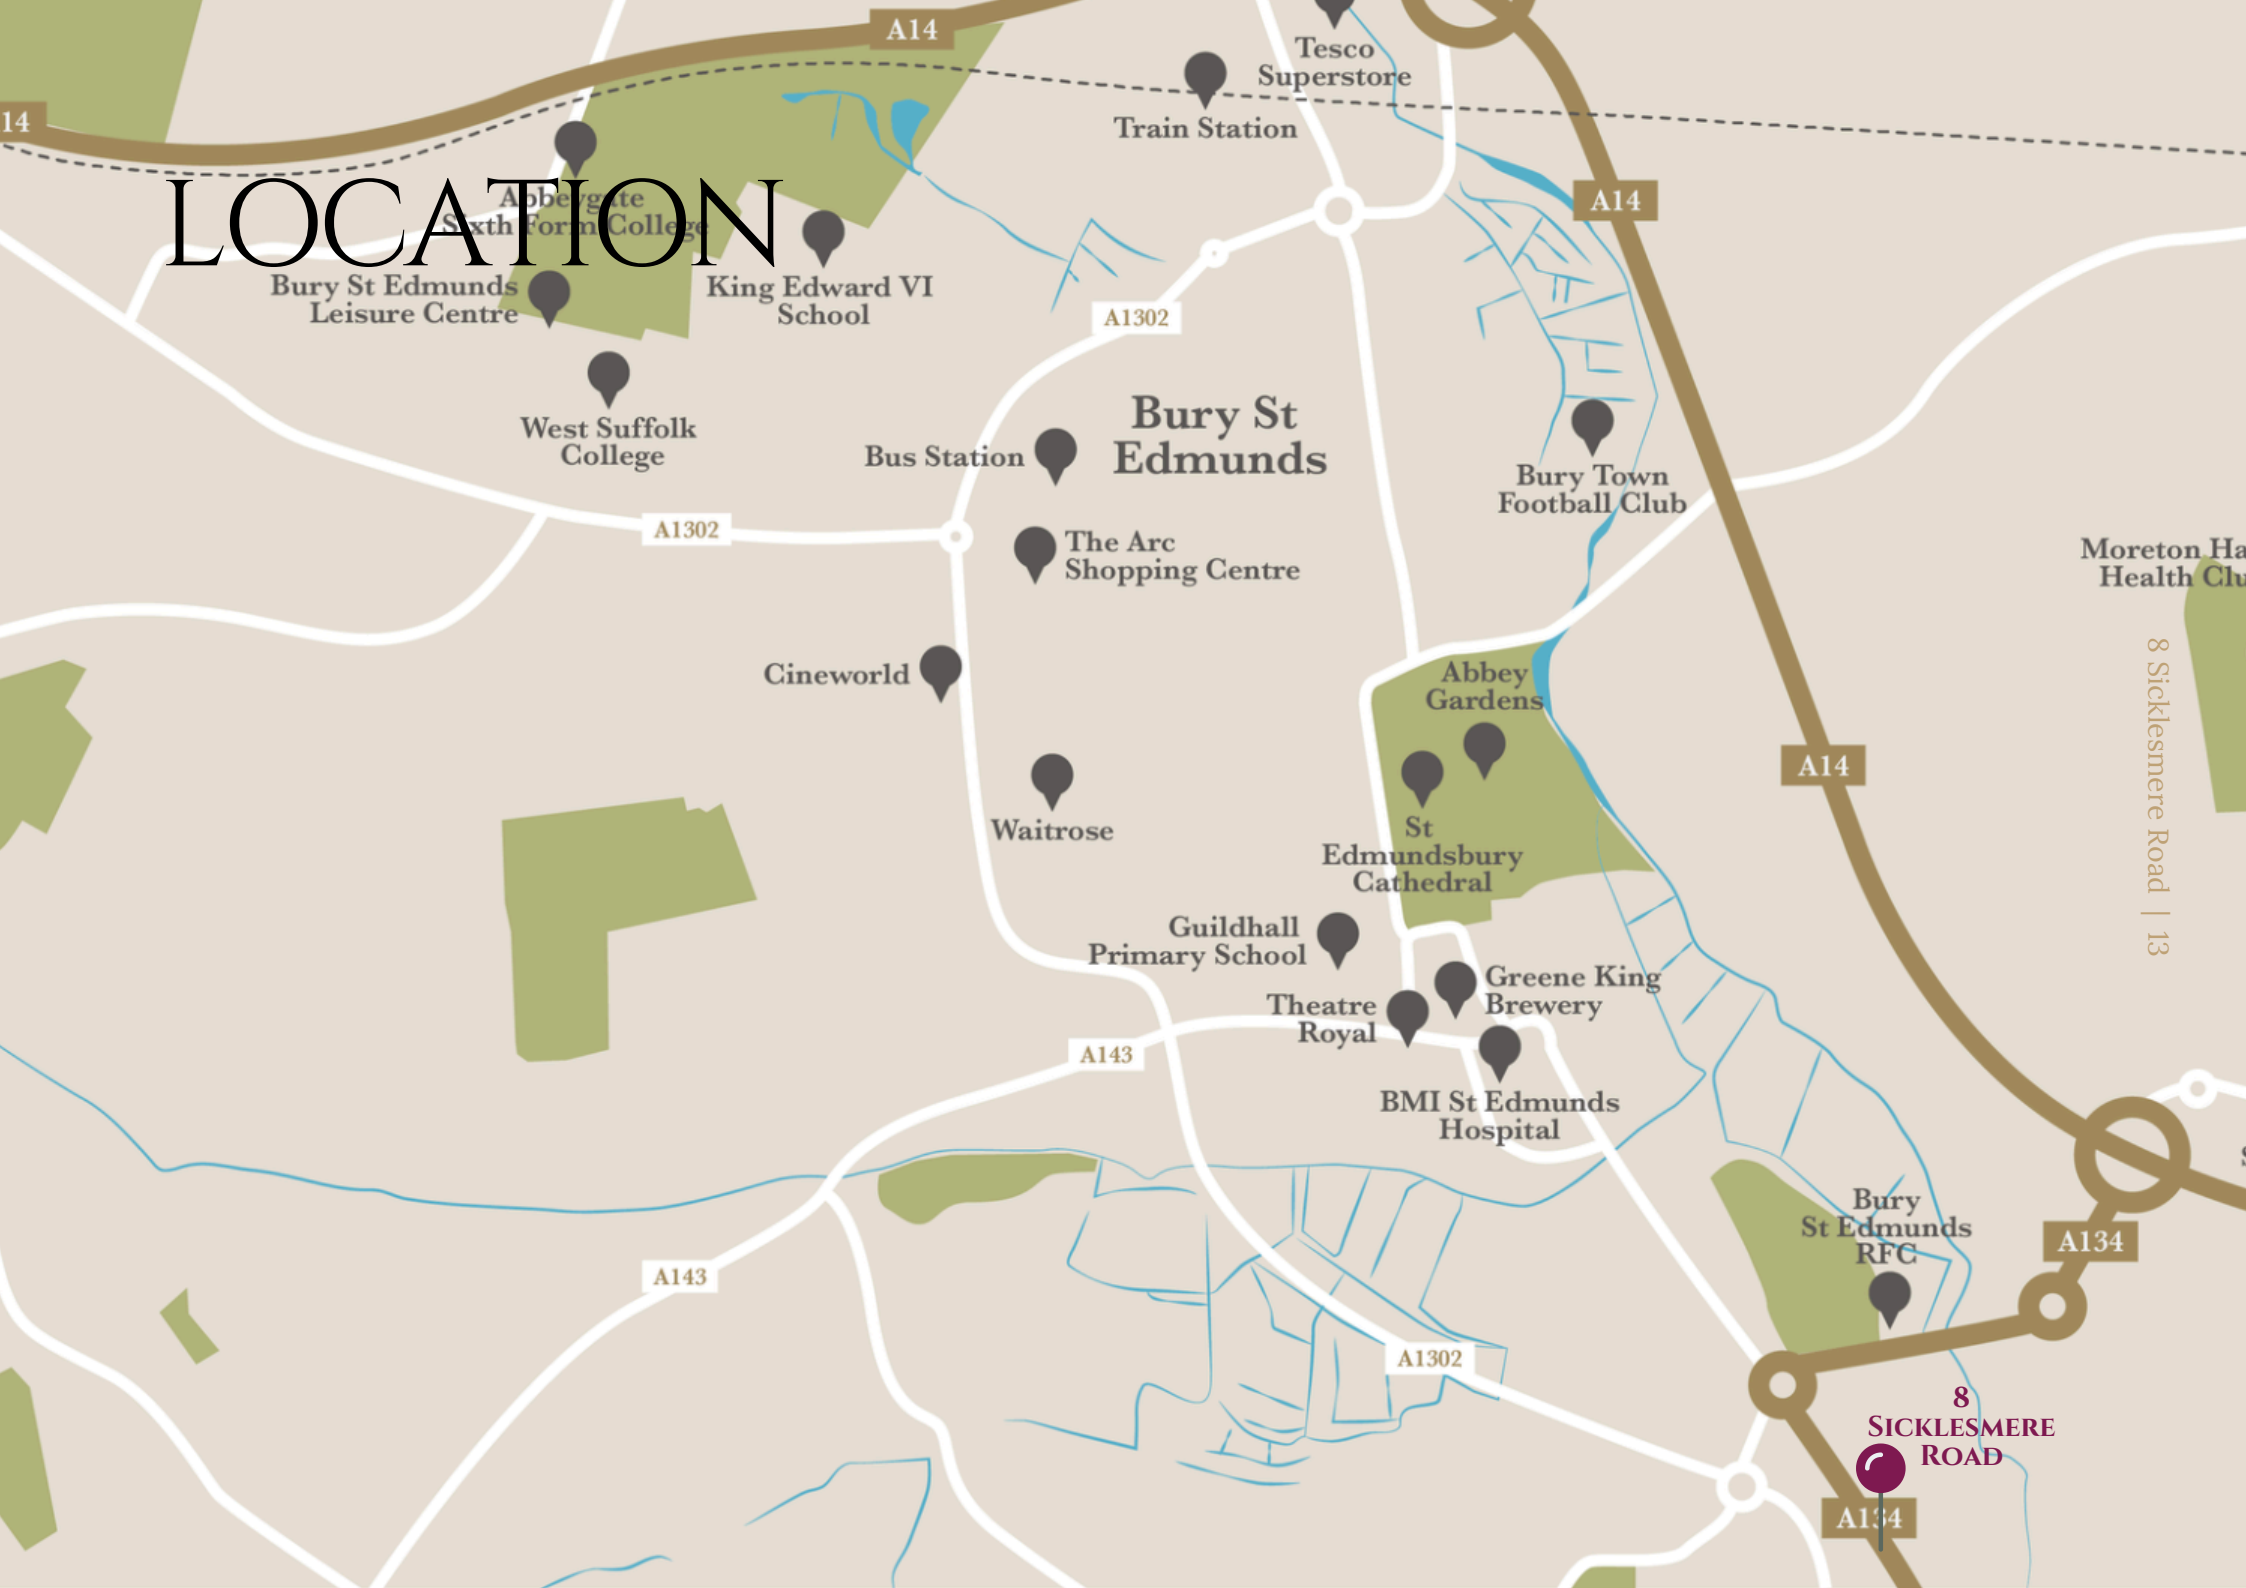 A14
Tesco
Superstore
14
Train Station
A14
LOCATION
Abbeygate
Sixth Form College
Bury St Edmunds
Leisure Centre
King Edward VI
School
A1302
West Suffolk
College
Bus Station
Bury St
Edmunds
Bury Town
Football Club
A1302
The Arc
Shopping Centre
Moreton Ha
Health Clu
Cineworld
Abbey
Gardens
8 Sicklesmere Road | 13
A14
Waitrose
St
Edmundsbury
Cathedral
Guildhall
Primary School
Greene King
Brewery
Theatre
Royal
A143
BMI St Edmunds
Hospital
S
Bury
St Edmunds
RFC
A134
A143
A1302
8
Sicklesmere
Road
A134